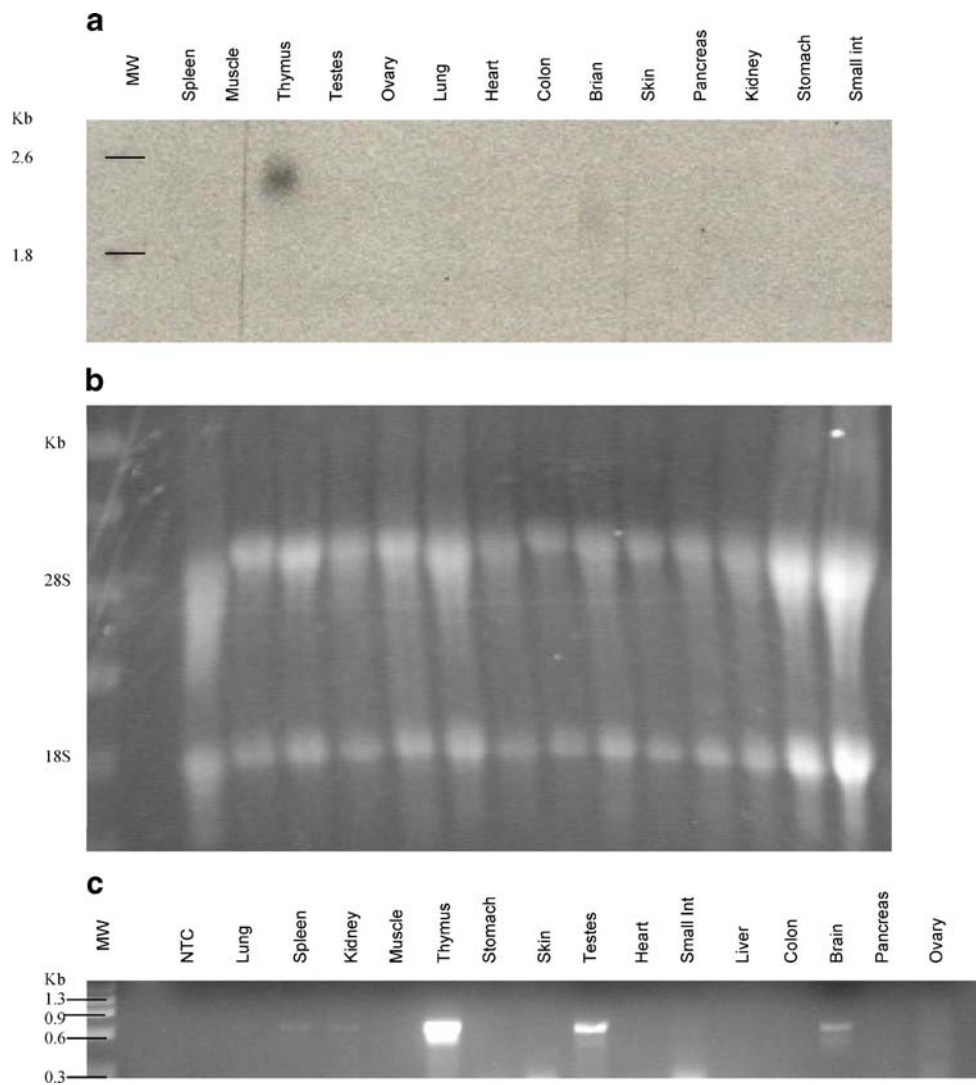 a
MW Spleen Muscle Thymus Testes Ovary Lung Heart Colon Brian Skin Pancreas Kidney Stomach Small int
Kb
2.6
1.8
b
Kb
28S
18S
c
MW NTC Lung Spleen Kidney Muscle Thymus Stomach Skin Testes Heart Small Int Liver Colon Brain Pancreas Ovary
Kb
1.3
0.9
0.6
0.3